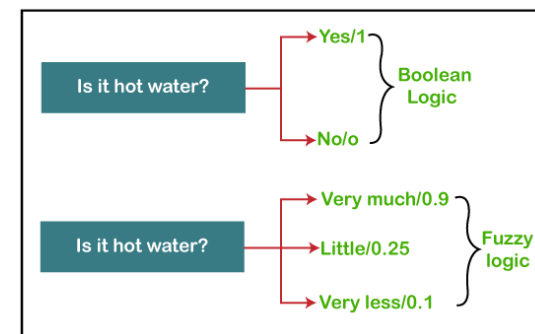 Is it hot water?
Yes/1
No/o
Boolean
Logic
Is it hot water?
Very much/0.9
Little/0.25
Very less/0.1
Fuzzy
logic